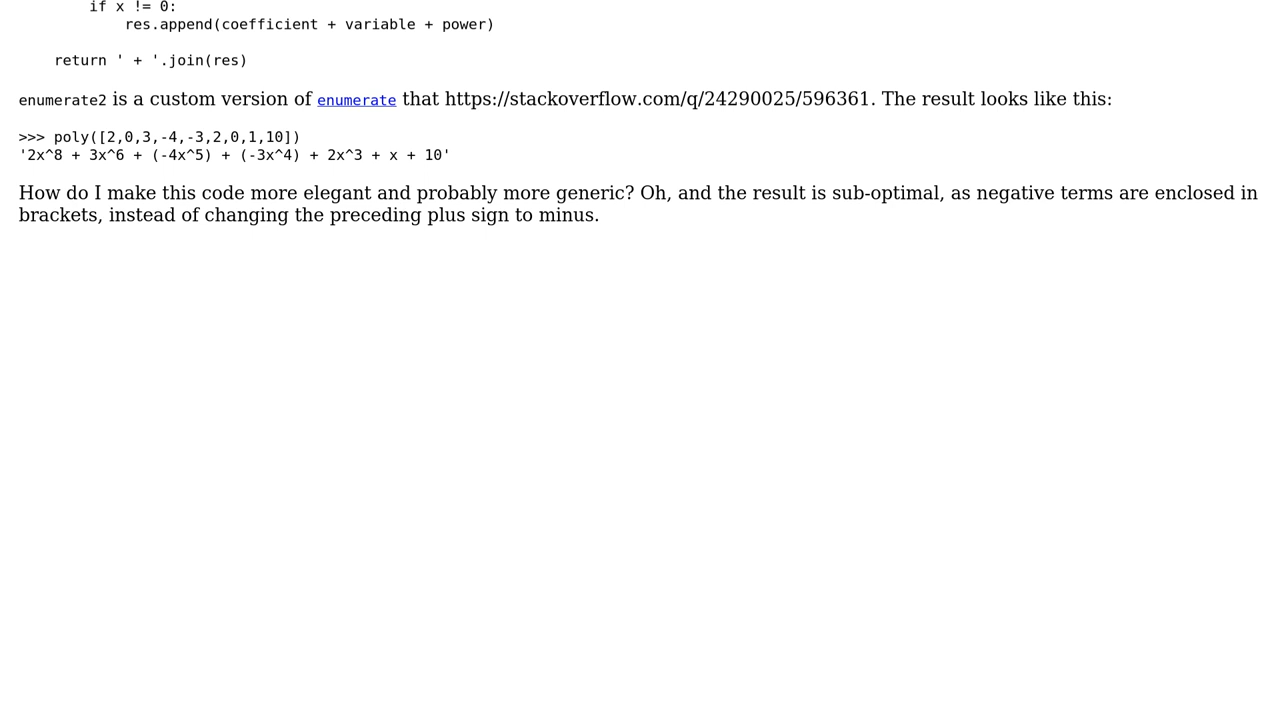 if x != 0:
res.append(coefficient + variable + power)
return ' + '.join(res)
enumerate2 is a custom version of enumerate that https://stackoverflow.com/q/24290025/596361. The result looks like this:
>>> poly([2,0,3,-4,-3,2,0,1,10])
'2x^8 + 3x^6 + (-4x^5) + (-3x^4) + 2x^3 + x + 10'
How do I make this code more elegant and probably more generic? Oh, and the result is sub-optimal, as negative terms are enclosed in
brackets, instead of changing the preceding plus sign to minus.